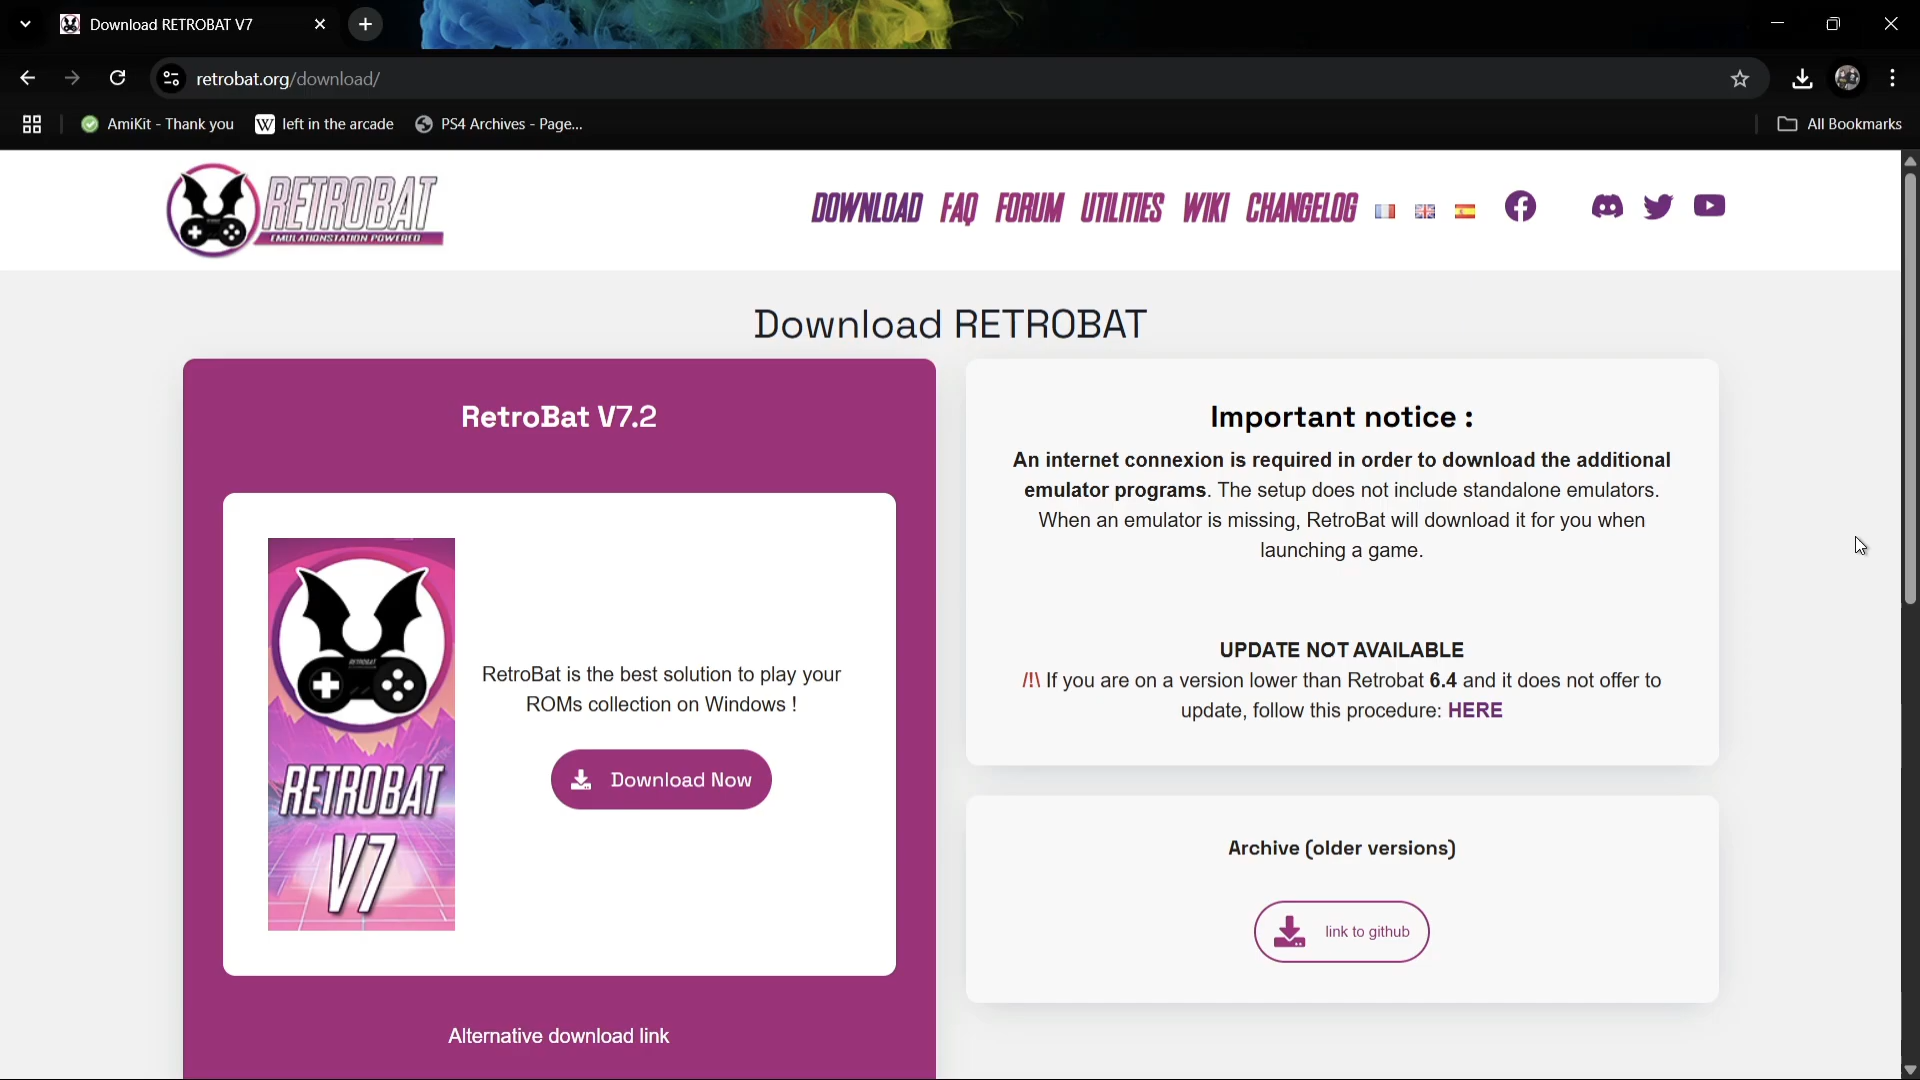 Download RETROBAT V7
retrobat.org/download/
AmiKit - Thank you
left in the arcade
PS4 Archives - Page...
All Bookmarks
RETROBAT
EMULATIONSTATION POWERED
DOWNLOAD FAQ FORUM UTILITIES WIKI CHANGELOG
Download RETROBAT
RetroBat V7.2
RETROBAT
V7
RetroBat is the best solution to play your
ROMs collection on Windows !
Download Now
Alternative download link
Important notice :
An internet connexion is required in order to download the additional
emulator programs. The setup does not include standalone emulators.
When an emulator is missing, RetroBat will download it for you when
launching a game.
UPDATE NOT AVAILABLE
/!\ If you are on a version lower than Retrobat 6.4 and it does not offer to
update, follow this procedure: HERE
Archive (older versions)
link to github